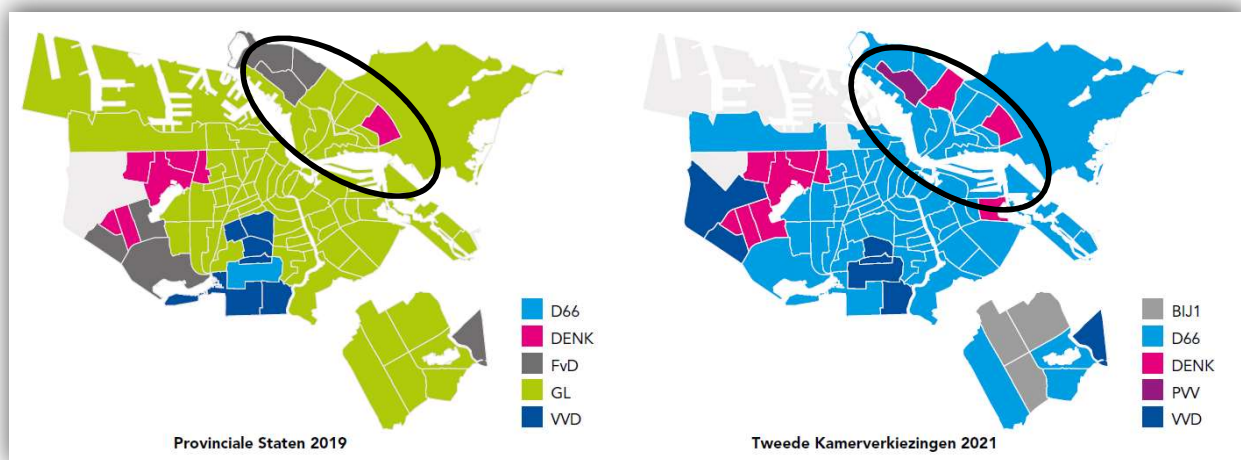 D66
DENK
FvD
GL
VVD
Provinciale Staten 2019
BIJ1
D66
DENK
PVV
VVD
Tweede Kamerverkiezingen 2021